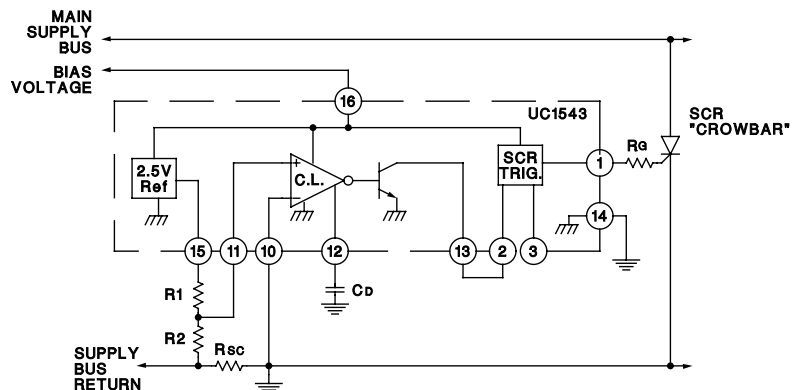 MAIN
SUPPLY
BUS
BIAS
VOLTAGE
16
UC1543
SCR
"CROWBAR"
2.5V
Ref
+
C.L.
−
SCR
TRIG.
1
RG
14
15
11
10
12
13
2
3
R1
CD
R2
RSC
SUPPLY
BUS
RETURN